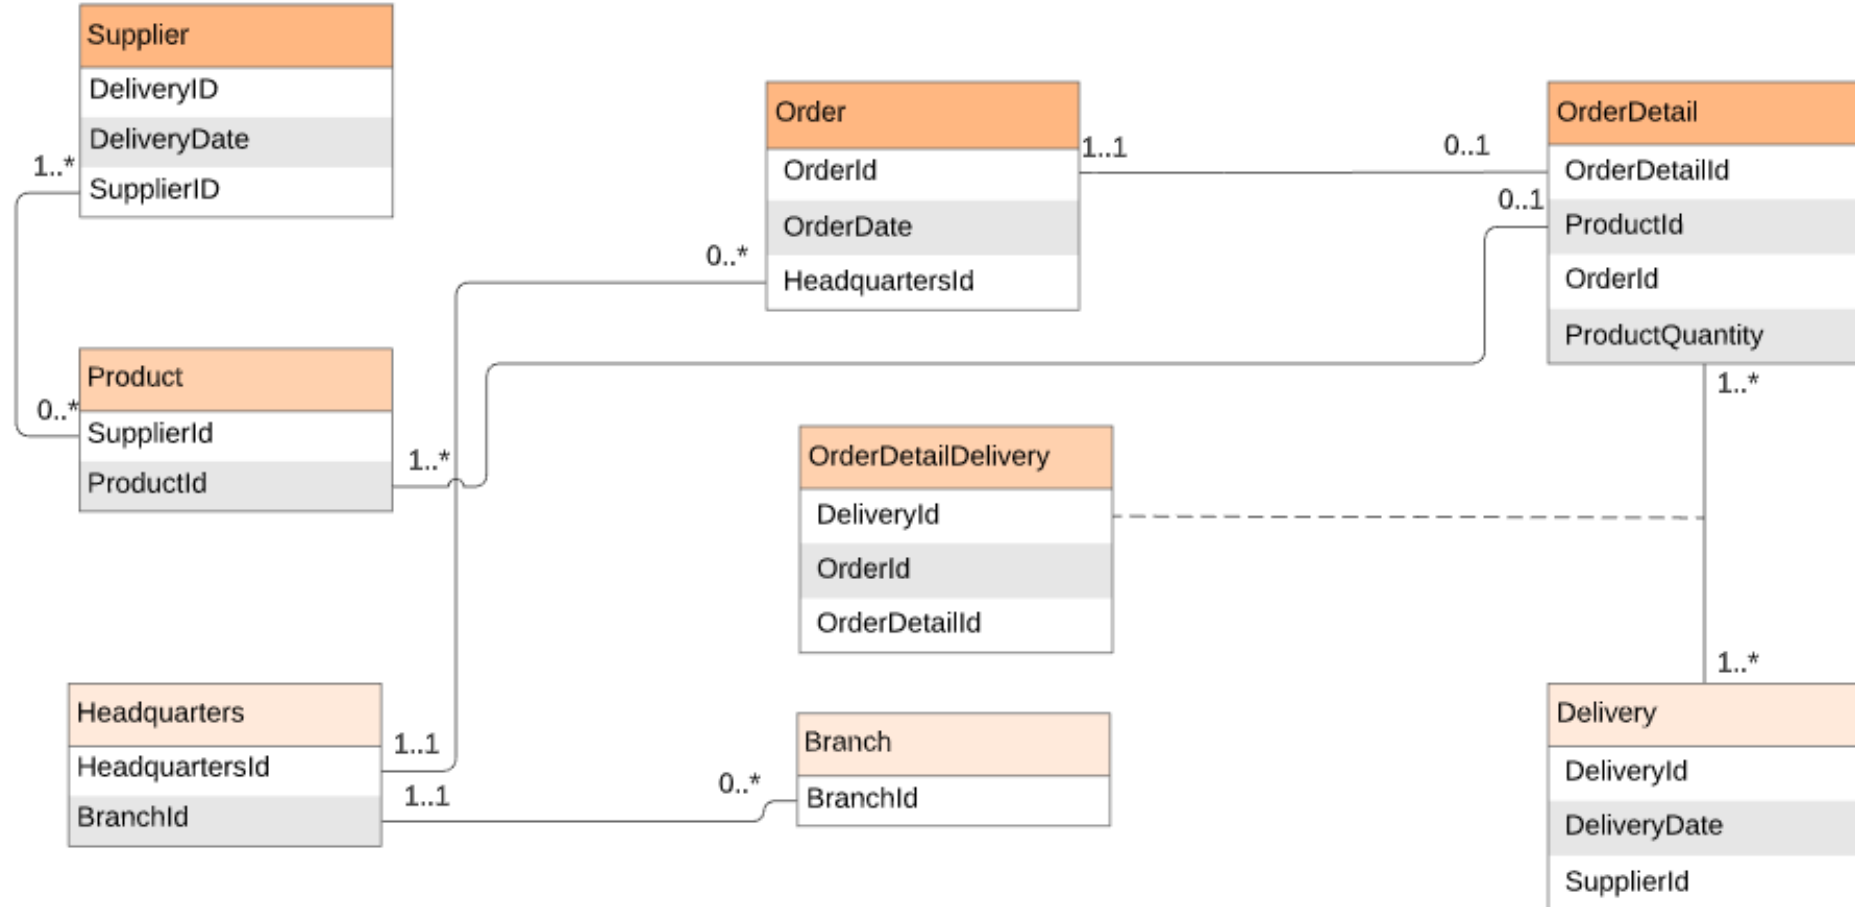 Supplier
DeliveryID
DeliveryDate
SupplierID
1..*
Product
0..*
SupplierId
ProductId
1..*
Headquarters
HeadquartersId
BranchId
1..1
1..1
Order
OrderId
OrderDate
HeadquartersId
0..*
1..1
0..1
OrderDetail
OrderDetailId
0..1
ProductId
OrderId
ProductQuantity
1..*
OrderDetailDelivery
DeliveryId
OrderId
OrderDetailId
Branch
0..*
BranchId
1..*
Delivery
DeliveryId
DeliveryDate
SupplierId